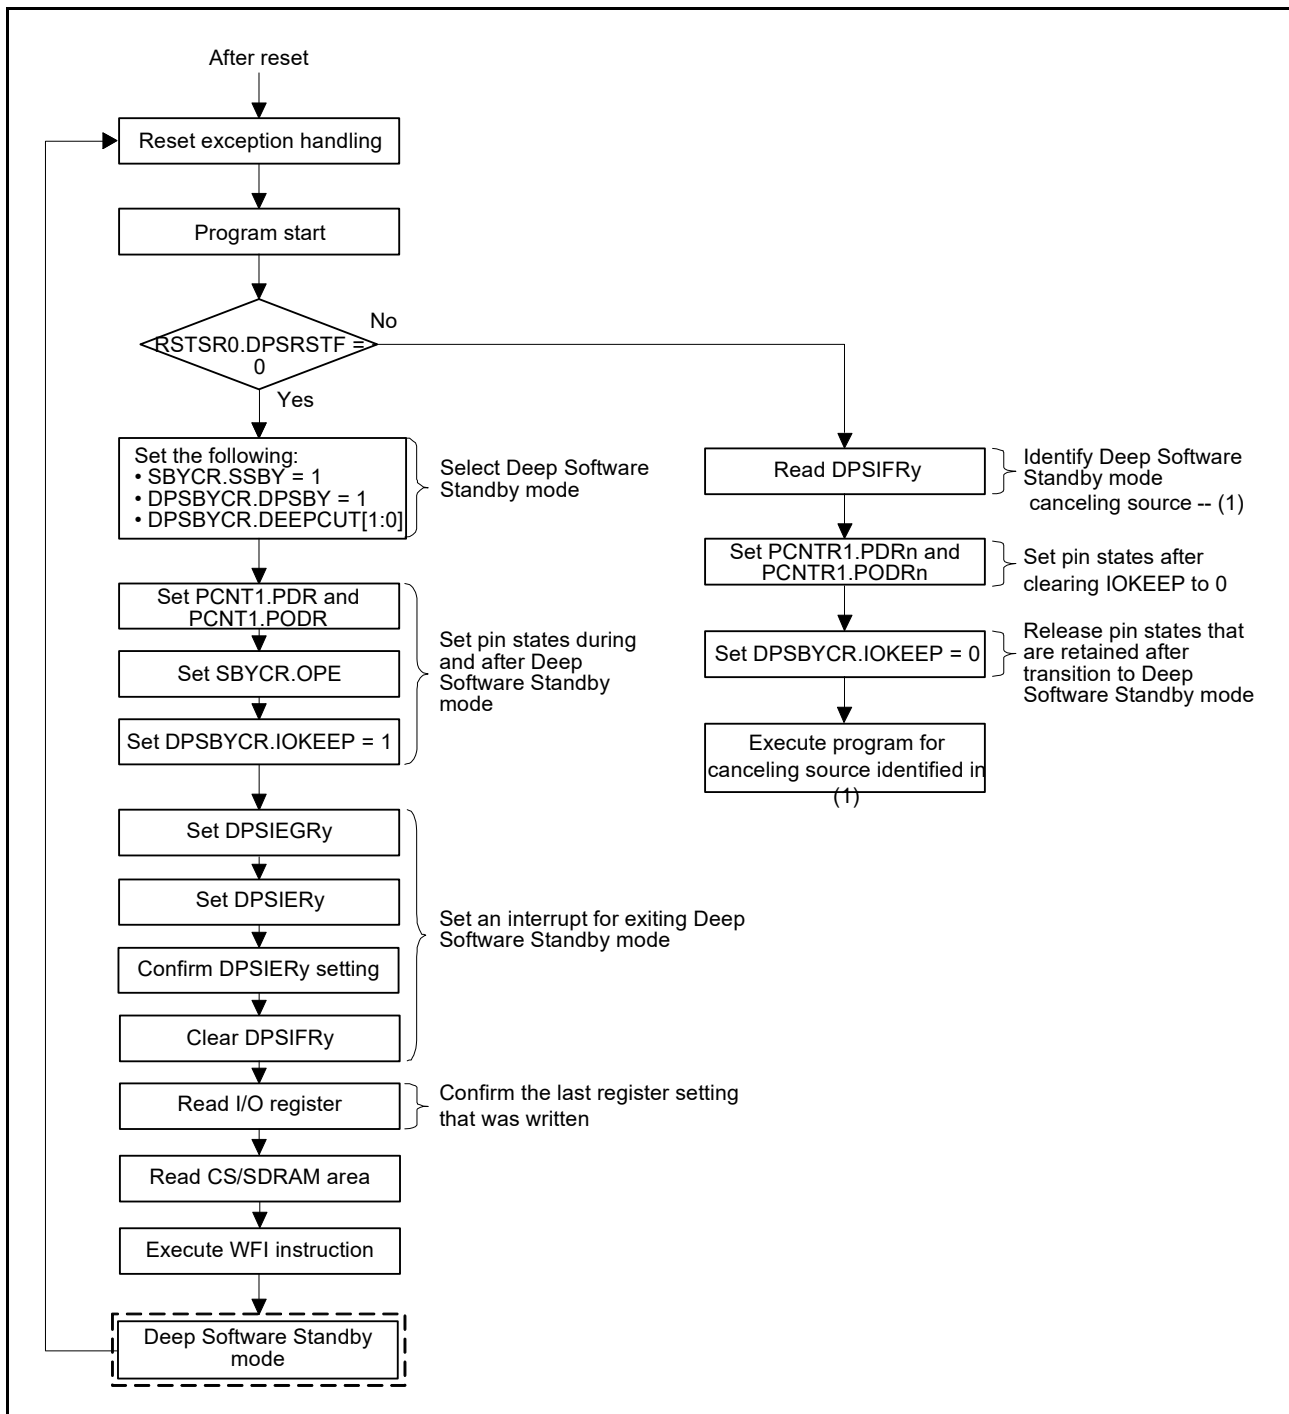 After reset
Reset exception handling
Program start
RSTSR0.DPSRSTF =
0
No
Yes
Set the following:
• SBYCR.SSBY = 1
• DPSBYCR.DPSBY = 1
• DPSBYCR.DEEPCUT[1:0]
Select Deep Software
Standby mode
Set PCNT1.PDR and
PCNT1.PODR
Set SBYCR.OPE
Set DPSBYCR.IOKEEP = 1
Set pin states during
and after Deep
Software Standby
mode
Set DPSIEGRy
Set DPSIERy
Confirm DPSIERy setting
Clear DPSIFRy
Set an interrupt for exiting Deep
Software Standby mode
Read I/O register
Confirm the last register setting
that was written
Read CS/SDRAM area
Execute WFI instruction
Deep Software Standby
mode
Read DPSIFRy
Identify Deep Software
Standby mode
canceling source -- (1)
Set PCNTR1.PDRn and
PCNTR1.PODRn
Set pin states after
clearing IOKEEP to 0
Set DPSBYCR.IOKEEP = 0
Release pin states that
are retained after
transition to Deep
Software Standby mode
Execute program for
canceling source identified in
(1)